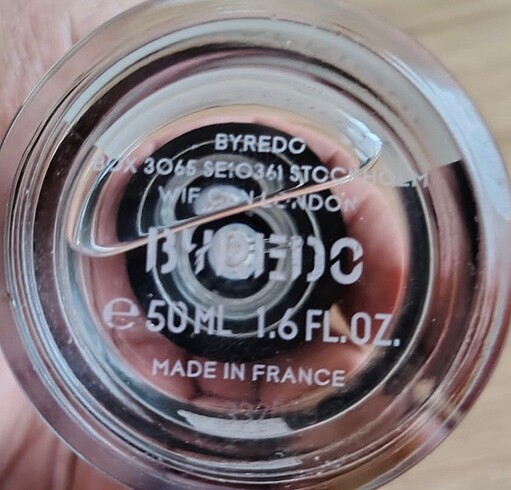 BYREDO
BOX 3065 SE10361 STOCKHOLM
LONDON
BYREDO
℮ 50 ML 1.6 FL.OZ.
MADE IN FRANCE